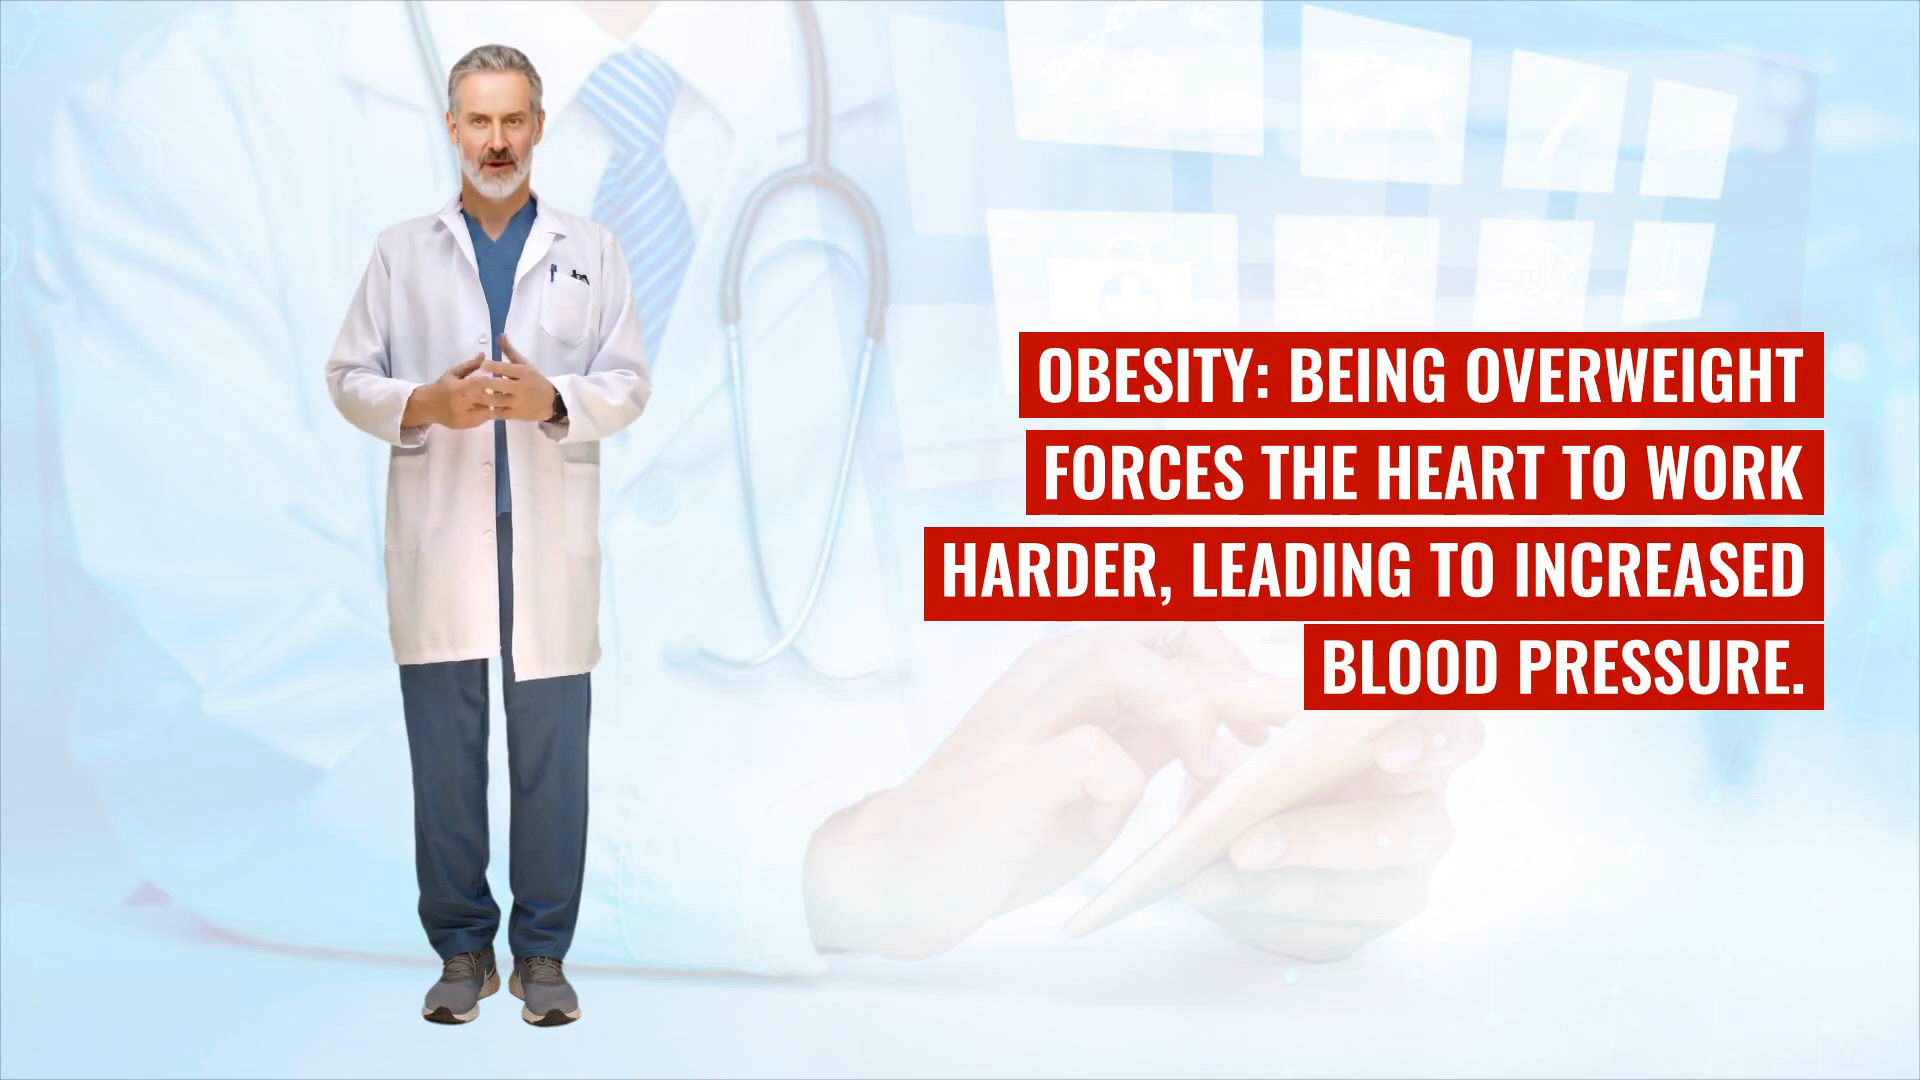 OBESITY: BEING OVERWEIGHT
FORCES THE HEART TO WORK
HARDER, LEADING TO INCREASED
BLOOD PRESSURE.